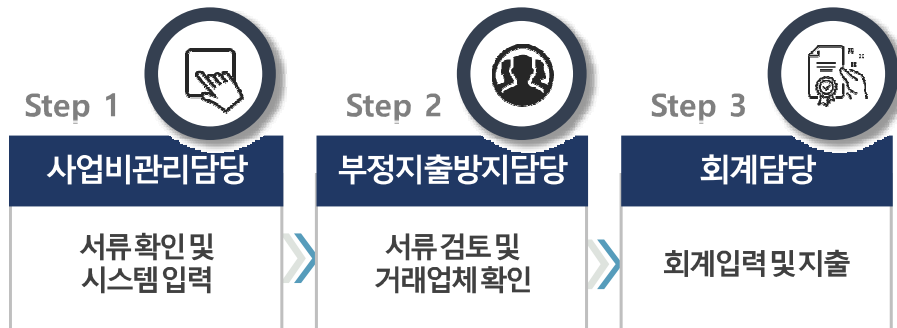 Step 1
사업비관리담당
서류 확인 및
시스템 입력
Step 2
부정지출방지담당
서류 검토 및
거래업체 확인
Step 3
회계담당
회계입력 및 지출